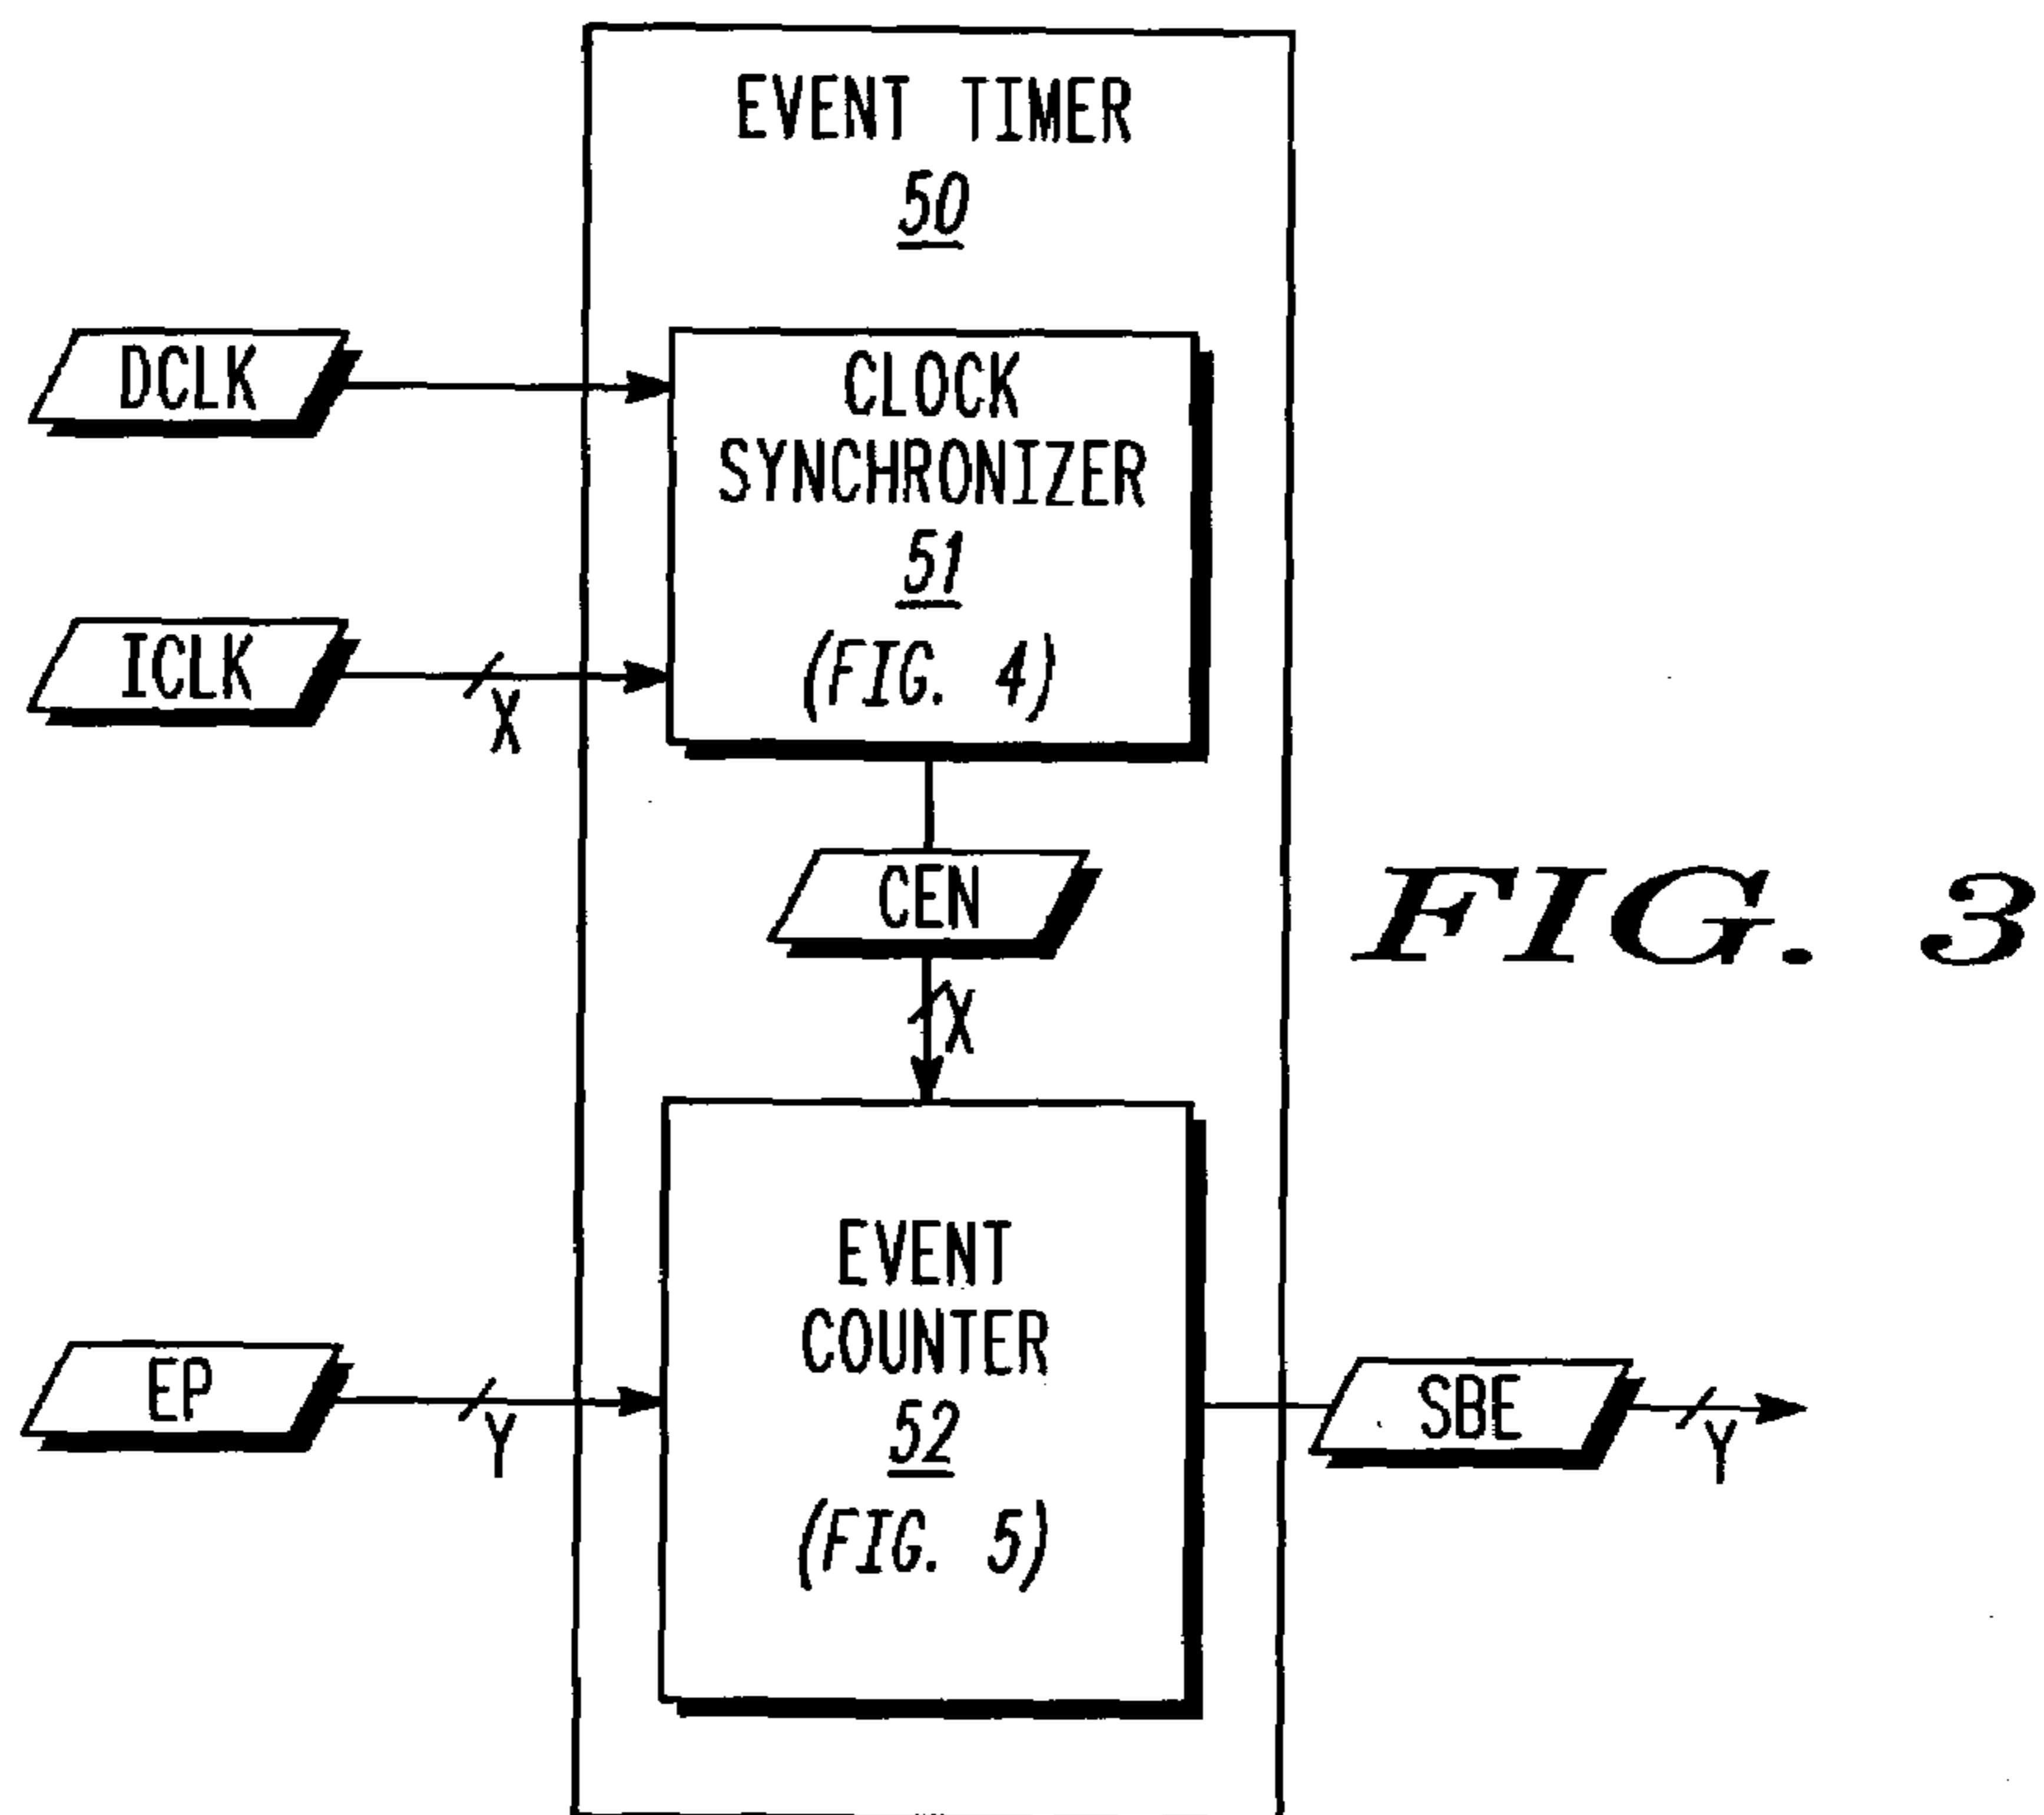 EVENT TIMER
50
DCLK
CLOCK
SYNCHRONIZER
51
(FIG. 4)
ICLK
X
CEN
X
FIG. 3
EVENT
COUNTER
52
(FIG. 5)
EP
Y
SBE
Y